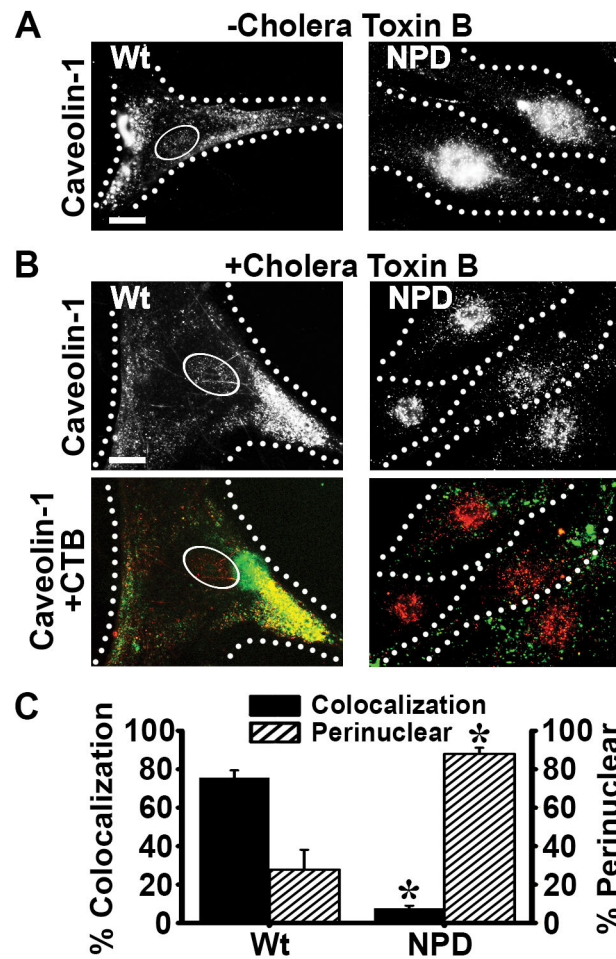 A
-Cholera Toxin B
Wt
NPD
Caveolin-1
B
+Cholera Toxin B
Wt
NPD
Caveolin-1
Caveolin-1
+CTB
C
Colocalization
Perinuclear
% Colocalization
100
80
60
40
20
0
*
*
100
80
60
40
20
0
% Perinuclear
Wt
NPD